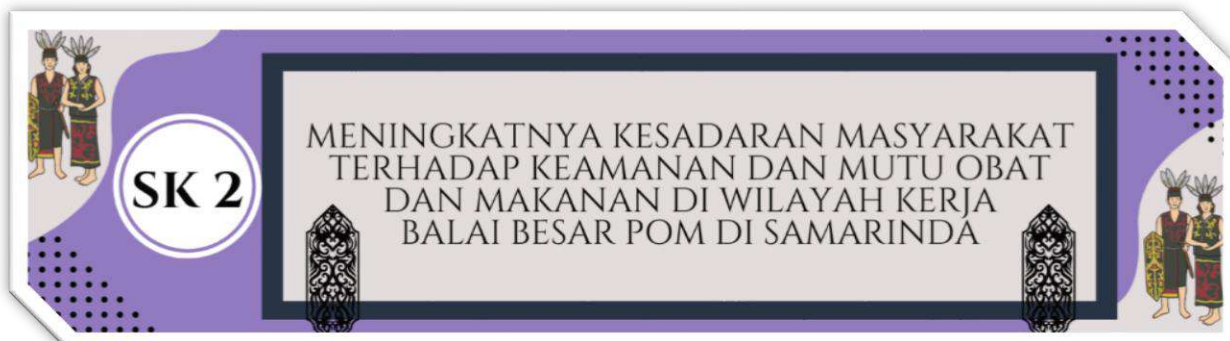 SK 2
MENINGKATNYA KESADARAN MASYARAKAT
TERHADAP KEAMANAN DAN MUTU OBAT
DAN MAKANAN DI WILAYAH KERJA
BALAI BESAR POM DI SAMARINDA